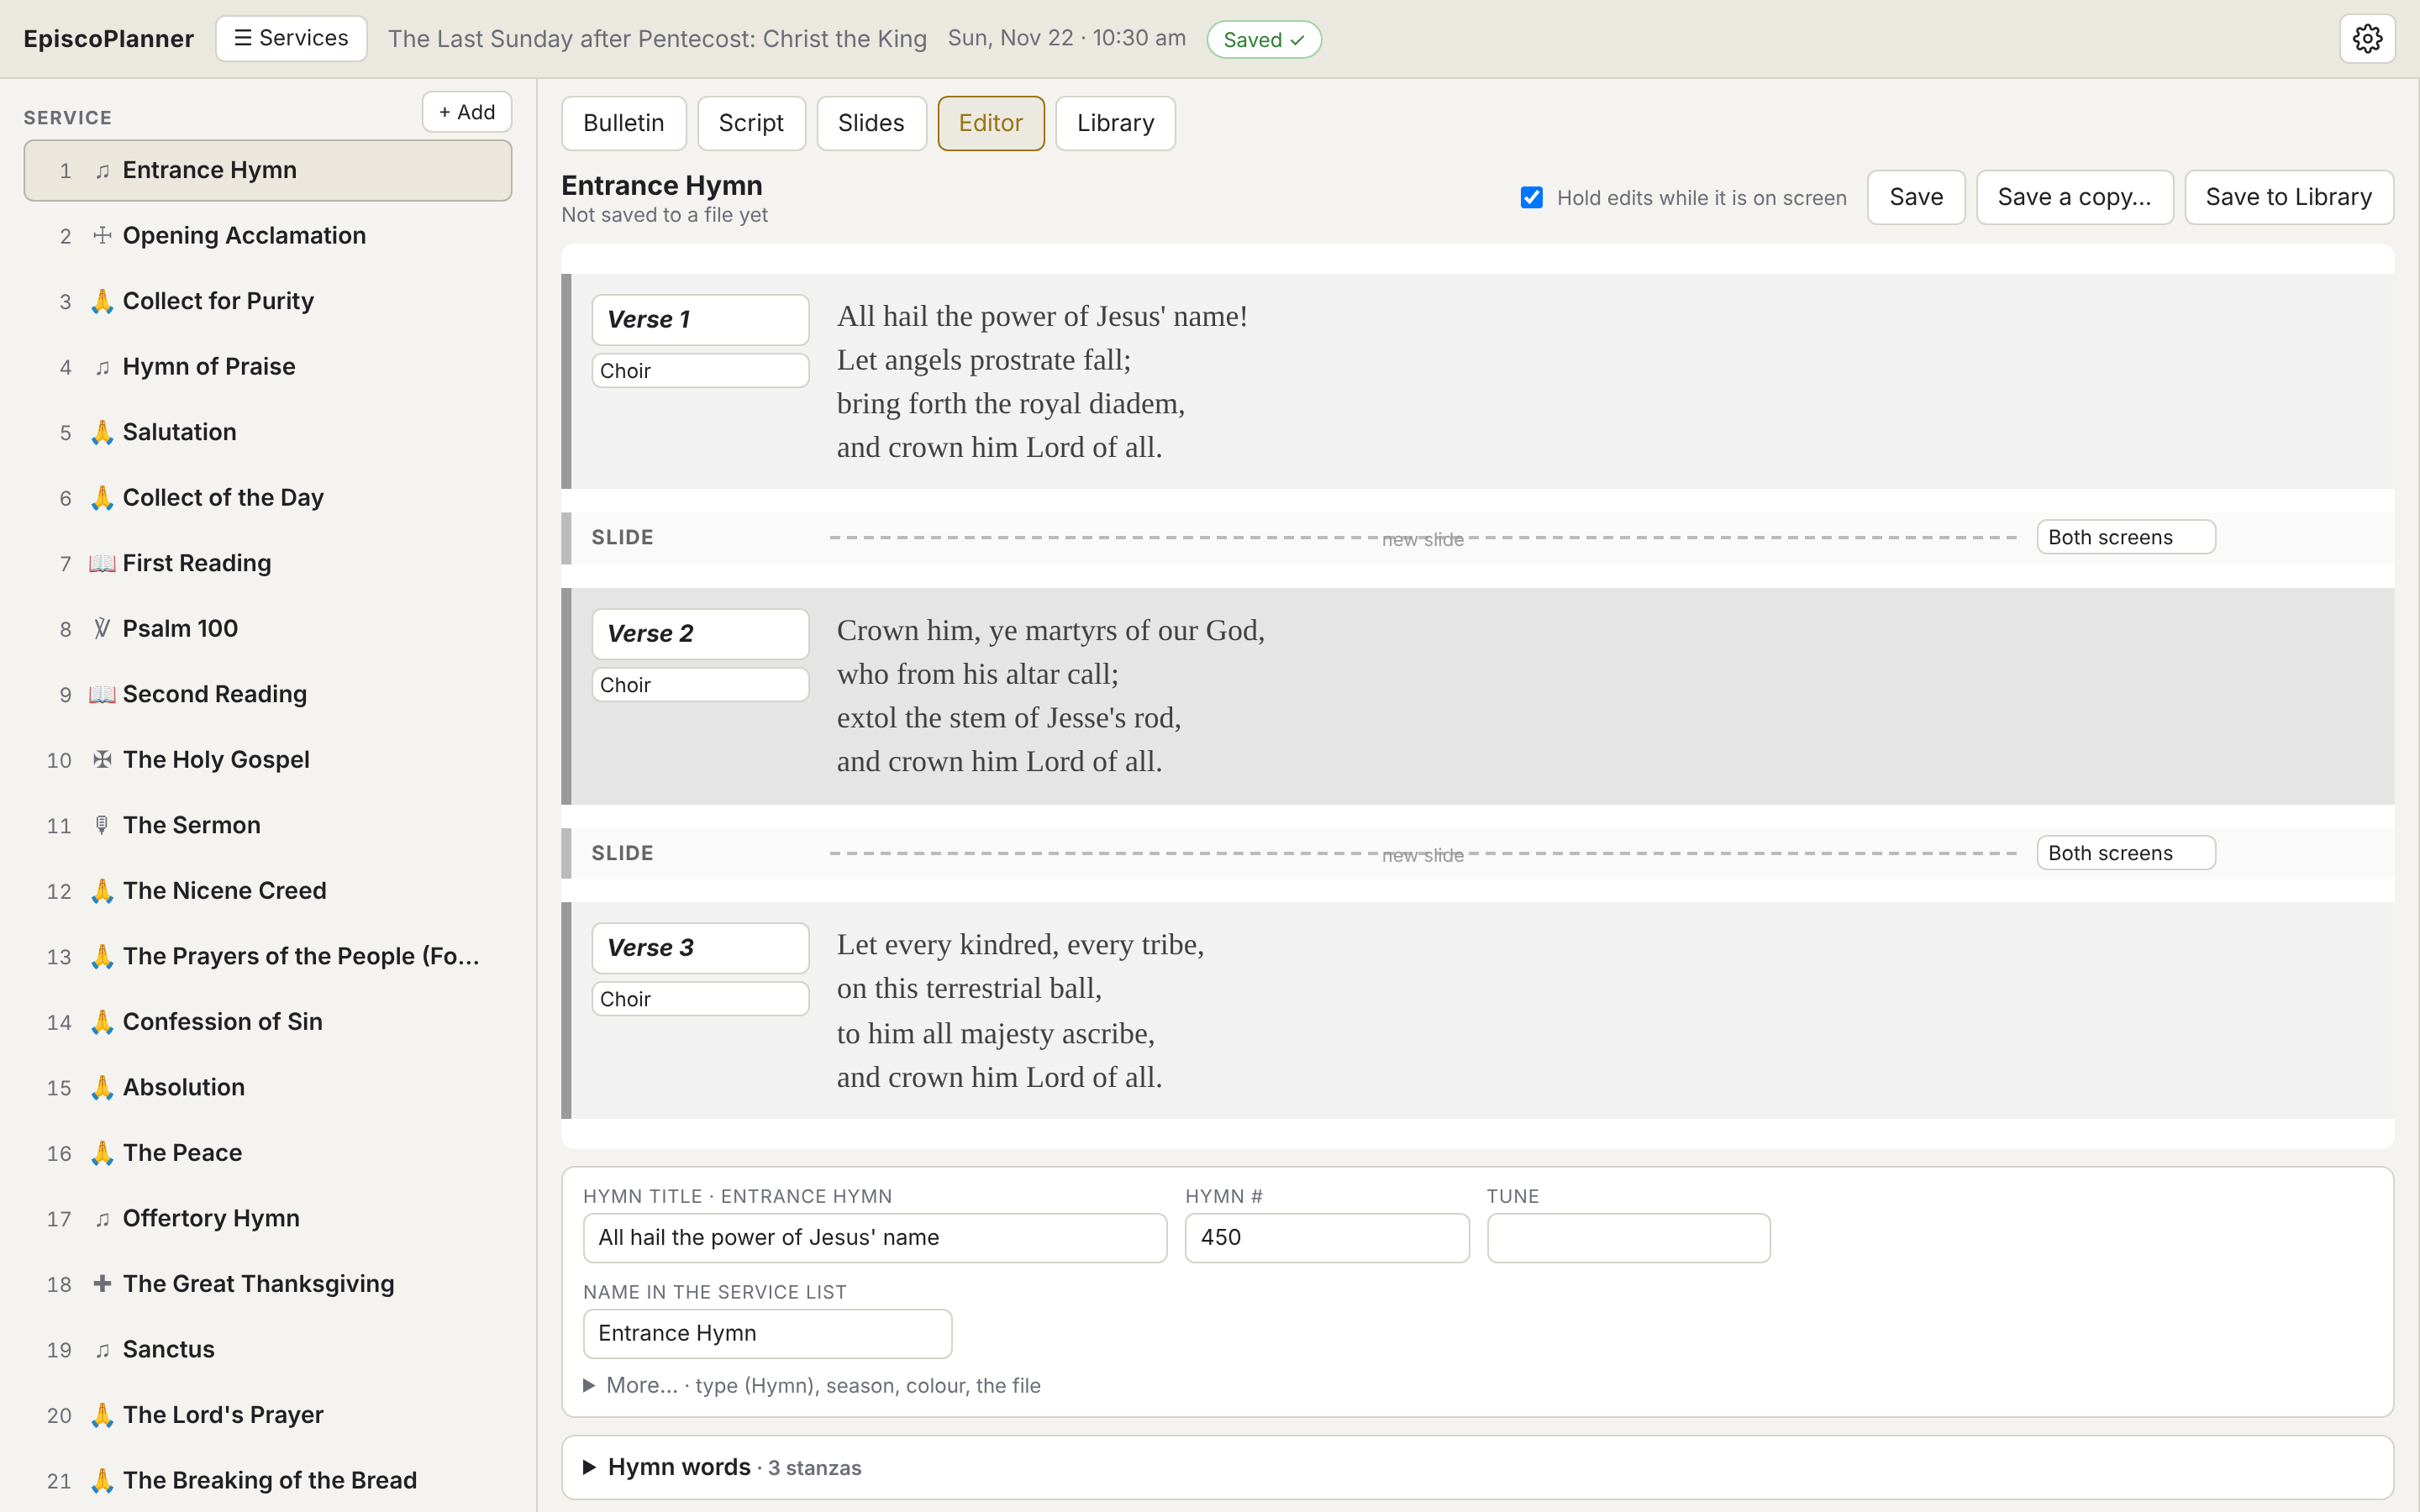 EpiscoPlanner ☰ Services The Last Sunday after Pentecost: Christ the King Sun, Nov 22 · 10:30 am Saved ✓
SERVICE + Add
1 ♫ Entrance Hymn
2 ☩ Opening Acclamation
3 🙏 Collect for Purity
4 ♫ Hymn of Praise
5 🙏 Salutation
6 🙏 Collect of the Day
7 📖 First Reading
8 ℣ Psalm 100
9 📖 Second Reading
10 ✠ The Holy Gospel
11 🎙 The Sermon
12 🙏 The Nicene Creed
13 🙏 The Prayers of the People (Fo...
14 🙏 Confession of Sin
15 🙏 Absolution
16 🙏 The Peace
17 ♫ Offertory Hymn
18 ✚ The Great Thanksgiving
19 ♫ Sanctus
20 🙏 The Lord's Prayer
21 🙏 The Breaking of the Bread
Bulletin Script Slides Editor Library
Entrance Hymn
Not saved to a file yet
Hold edits while it is on screen Save Save a copy... Save to Library
Verse 1
Choir
All hail the power of Jesus' name!
Let angels prostrate fall;
bring forth the royal diadem,
and crown him Lord of all.
SLIDE new slide Both screens
Verse 2
Choir
Crown him, ye martyrs of our God,
who from his altar call;
extol the stem of Jesse's rod,
and crown him Lord of all.
SLIDE new slide Both screens
Verse 3
Choir
Let every kindred, every tribe,
on this terrestrial ball,
to him all majesty ascribe,
and crown him Lord of all.
HYMN TITLE · ENTRANCE HYMN HYMN # TUNE
All hail the power of Jesus' name 450
NAME IN THE SERVICE LIST
Entrance Hymn
▶ More... · type (Hymn), season, colour, the file
▶ Hymn words · 3 stanzas